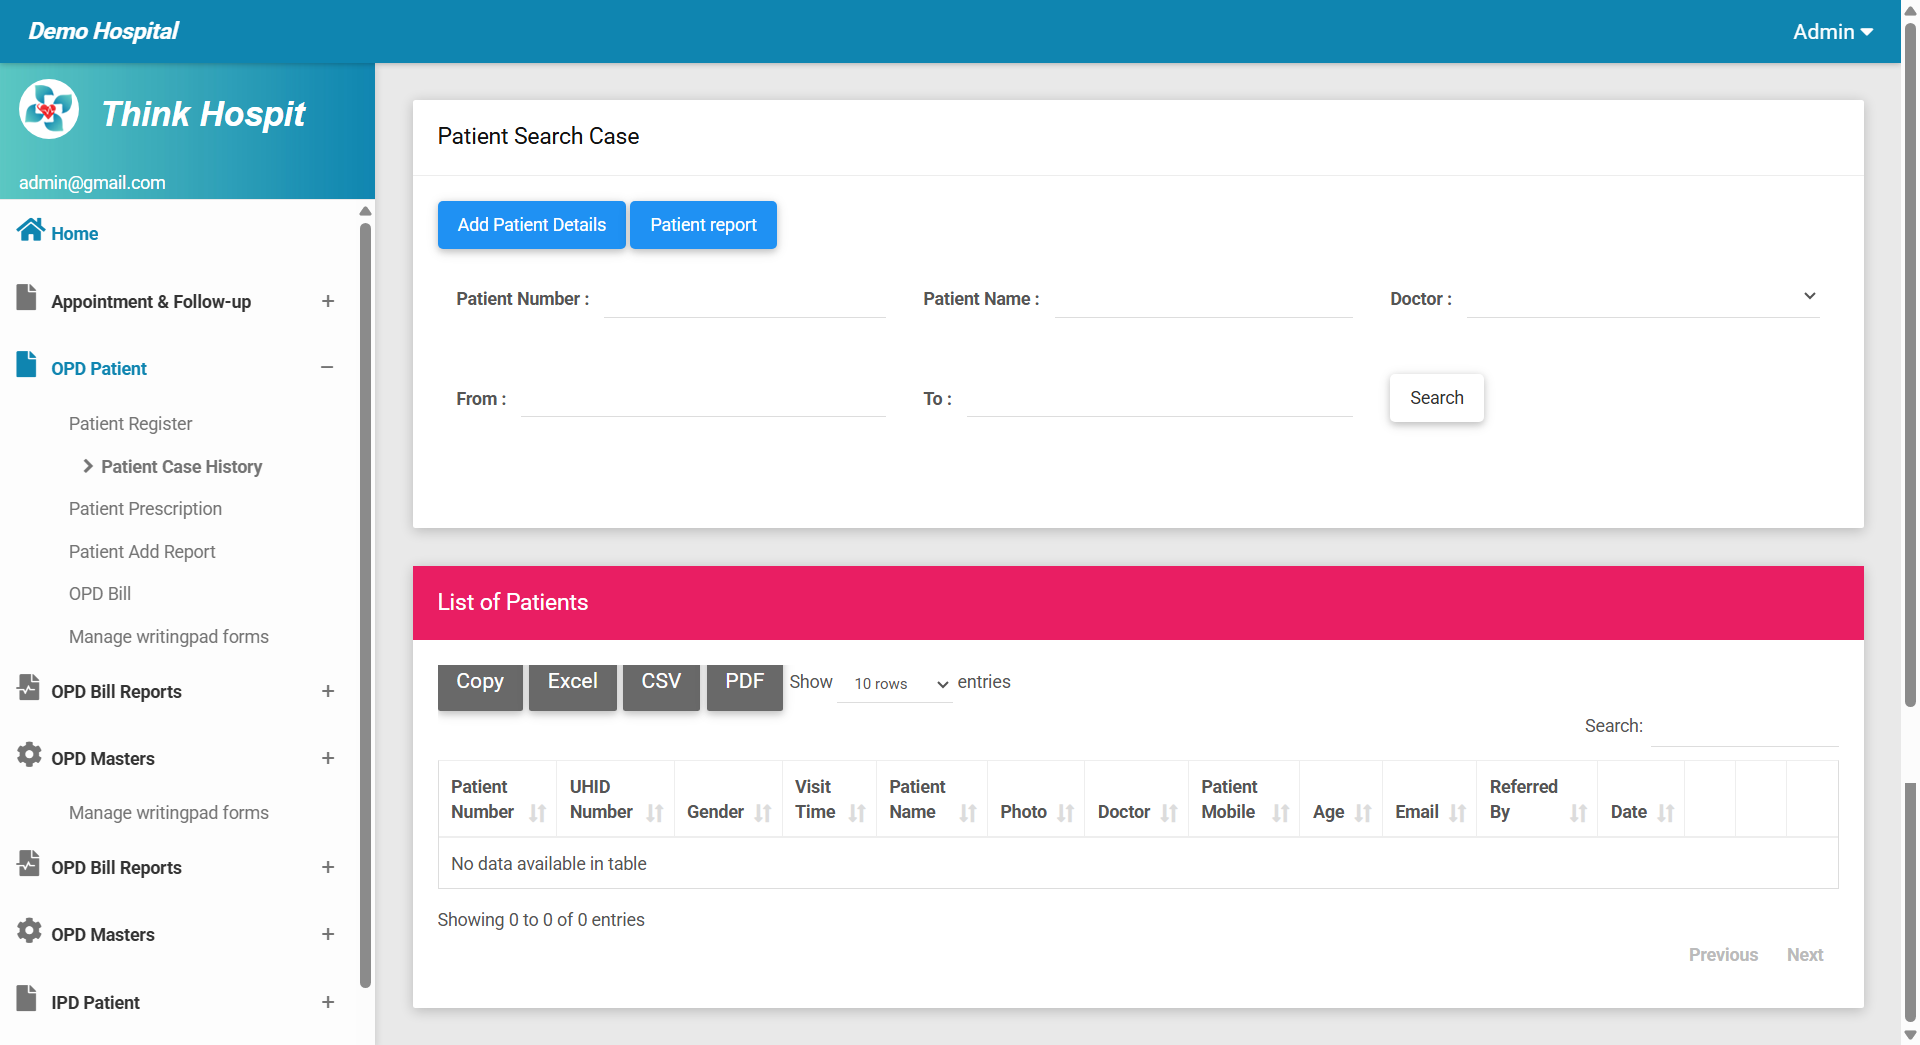 Demo Hospital
Admin
Think Hospit
admin@gmail.com
Home
Appointment & Follow-up
OPD Patient
Patient Register
Patient Case History
Patient Prescription
Patient Add Report
OPD Bill
Manage writingpad forms
OPD Bill Reports
OPD Masters
Manage writingpad forms
OPD Bill Reports
OPD Masters
IPD Patient
Patient Search Case
Add Patient Details
Patient report
Patient Number :
Patient Name :
Doctor :
From :
To :
Search
List of Patients
Copy
Excel
CSV
PDF
Show 10 rows entries
Search:
Patient Number
UHID Number
Gender
Visit Time
Patient Name
Photo
Doctor
Patient Mobile
Age
Email
Referred By
Date
No data available in table
Showing 0 to 0 of 0 entries
Previous
Next